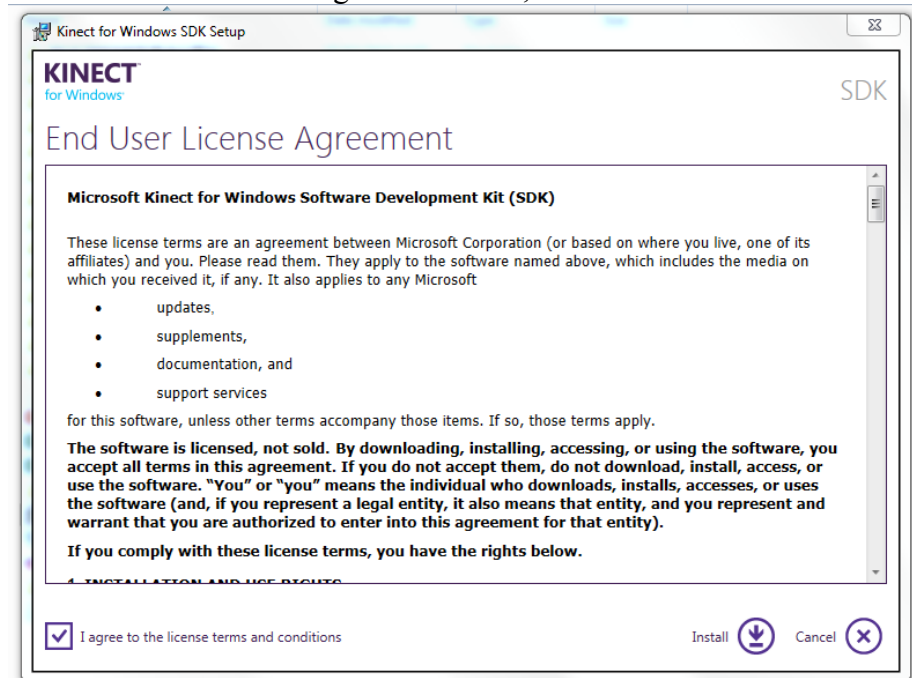 Kinect for Windows SDK Setup
KINECT
for Windows
SDK
End User License Agreement
Microsoft Kinect for Windows Software Development Kit (SDK)
These license terms are an agreement between Microsoft Corporation (or based on where you live, one of its
affiliates) and you. Please read them. They apply to the software named above, which includes the media on
which you received it, if any. It also applies to any Microsoft
• updates,
• supplements,
• documentation, and
• support services
for this software, unless other terms accompany those items. If so, those terms apply.
The software is licensed, not sold. By downloading, installing, accessing, or using the software, you
accept all terms in this agreement. If you do not accept them, do not download, install, access, or
use the software. “You” or “you” means the individual who downloads, installs, accesses, or uses
the software (and, if you represent a legal entity, it also means that entity, and you represent and
warrant that you are authorized to enter into this agreement for that entity).
If you comply with these license terms, you have the rights below.
1. INSTALLATION AND USE RIGHTS
I agree to the license terms and conditions
Install
Cancel